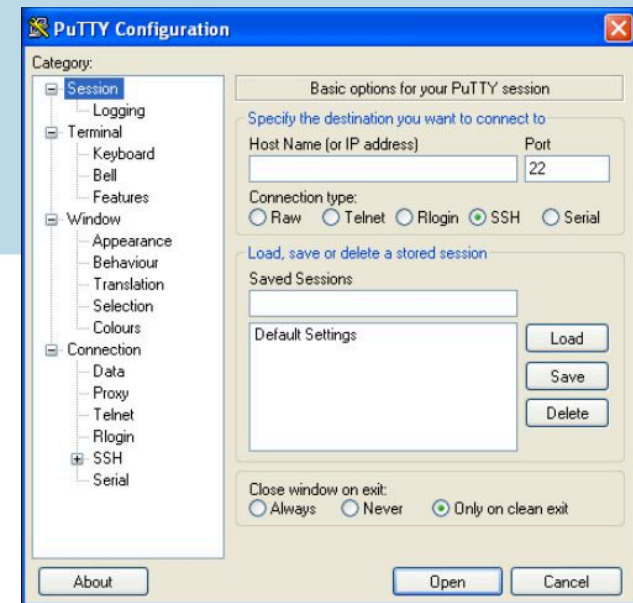 PuTTY Configuration
Category:
Session
Logging
Terminal
Keyboard
Bell
Features
Window
Appearance
Behaviour
Translation
Selection
Colours
Connection
Data
Proxy
Telnet
Rlogin
SSH
Serial
Basic options for your PuTTY session
Specify the destination you want to connect to
Host Name (or IP address) Port
22
Connection type:
Raw Telnet Rlogin SSH Serial
Load, save or delete a stored session
Saved Sessions
Default Settings
Load
Save
Delete
Close window on exit:
Always Never Only on clean exit
About Open Cancel